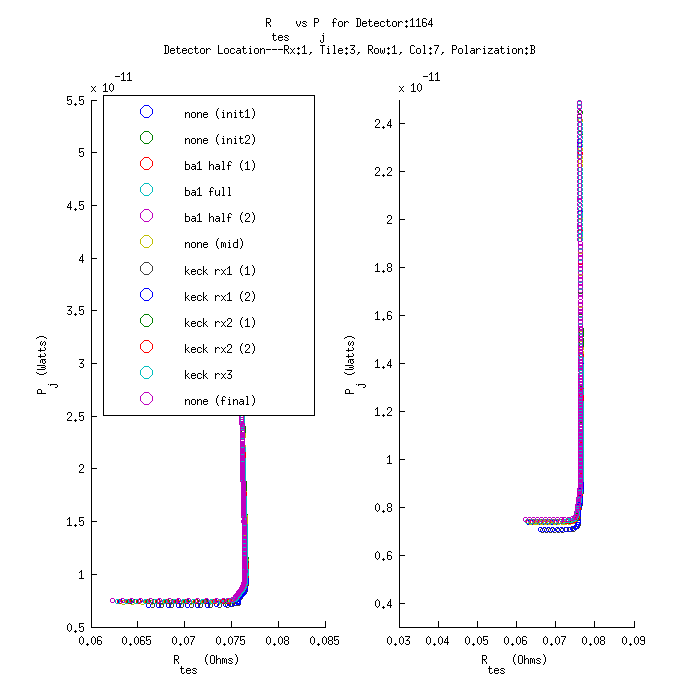 R_tes vs P_j for Detector:1164
Detector Location---Rx:1, Tile:3, Row:1, Col:7, Polarization:B
x 10^-11
5.5
5
4.5
4
3.5
3
2.5
2
1.5
1
0.5
P_j (Watts)
none (init1)
none (init2)
ba1 half (1)
ba1 full
ba1 half (2)
none (mid)
keck rx1 (1)
keck rx1 (2)
keck rx2 (1)
keck rx2 (2)
keck rx3
none (final)
0.06 0.065 0.07 0.075 0.08 0.085
R_tes (Ohms)
x 10^-11
2.4
2.2
2
1.8
1.6
1.4
1.2
1
0.8
0.6
0.4
P_j (Watts)
0.03 0.04 0.05 0.06 0.07 0.08 0.09
R_tes (Ohms)